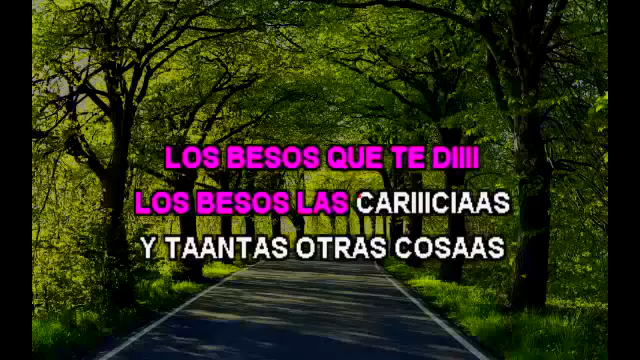 LOS BESOS QUE TE DIIII
LOS BESOS LAS CARIIICIAAS
Y TAANTAS OTRAS COSAAS